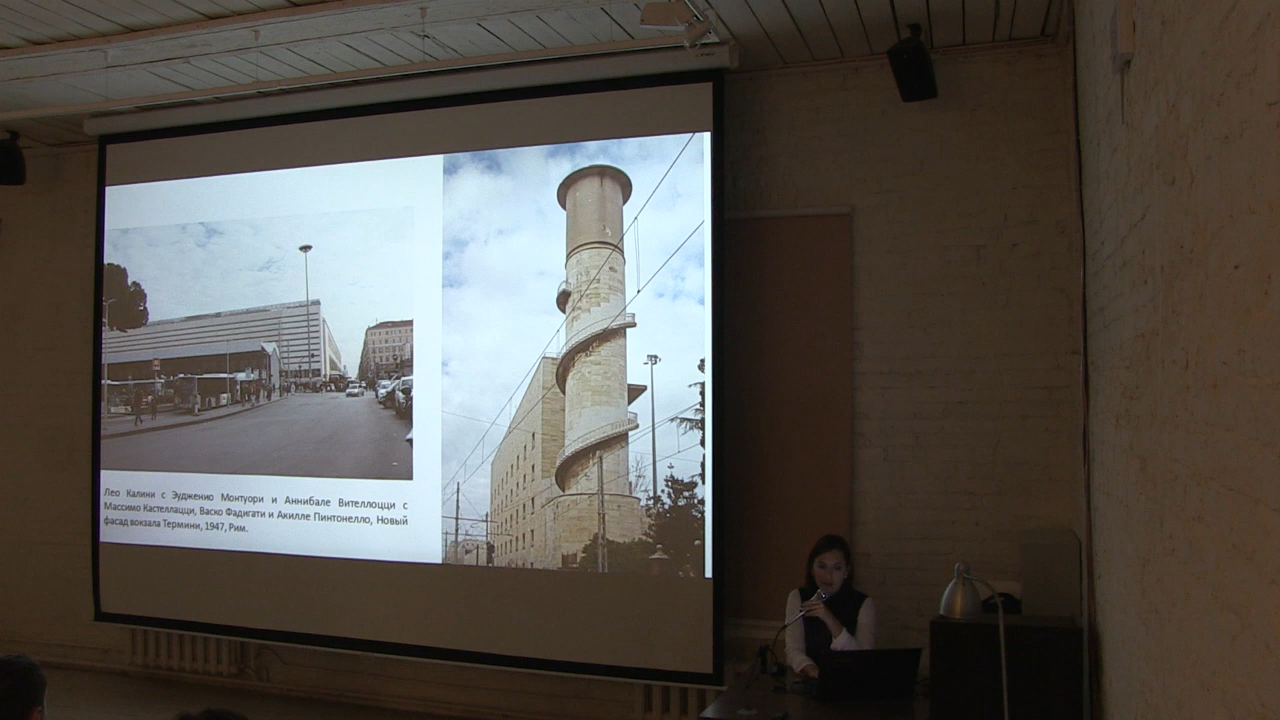 Лео Калини с Эудженио Монтуори и Аннибале Вителлоцци с
Массимо Кастеллацци, Васко Фадигати и Акилле Пинтонелло, Новый
фасад вокзала Термини, 1947, Рим.